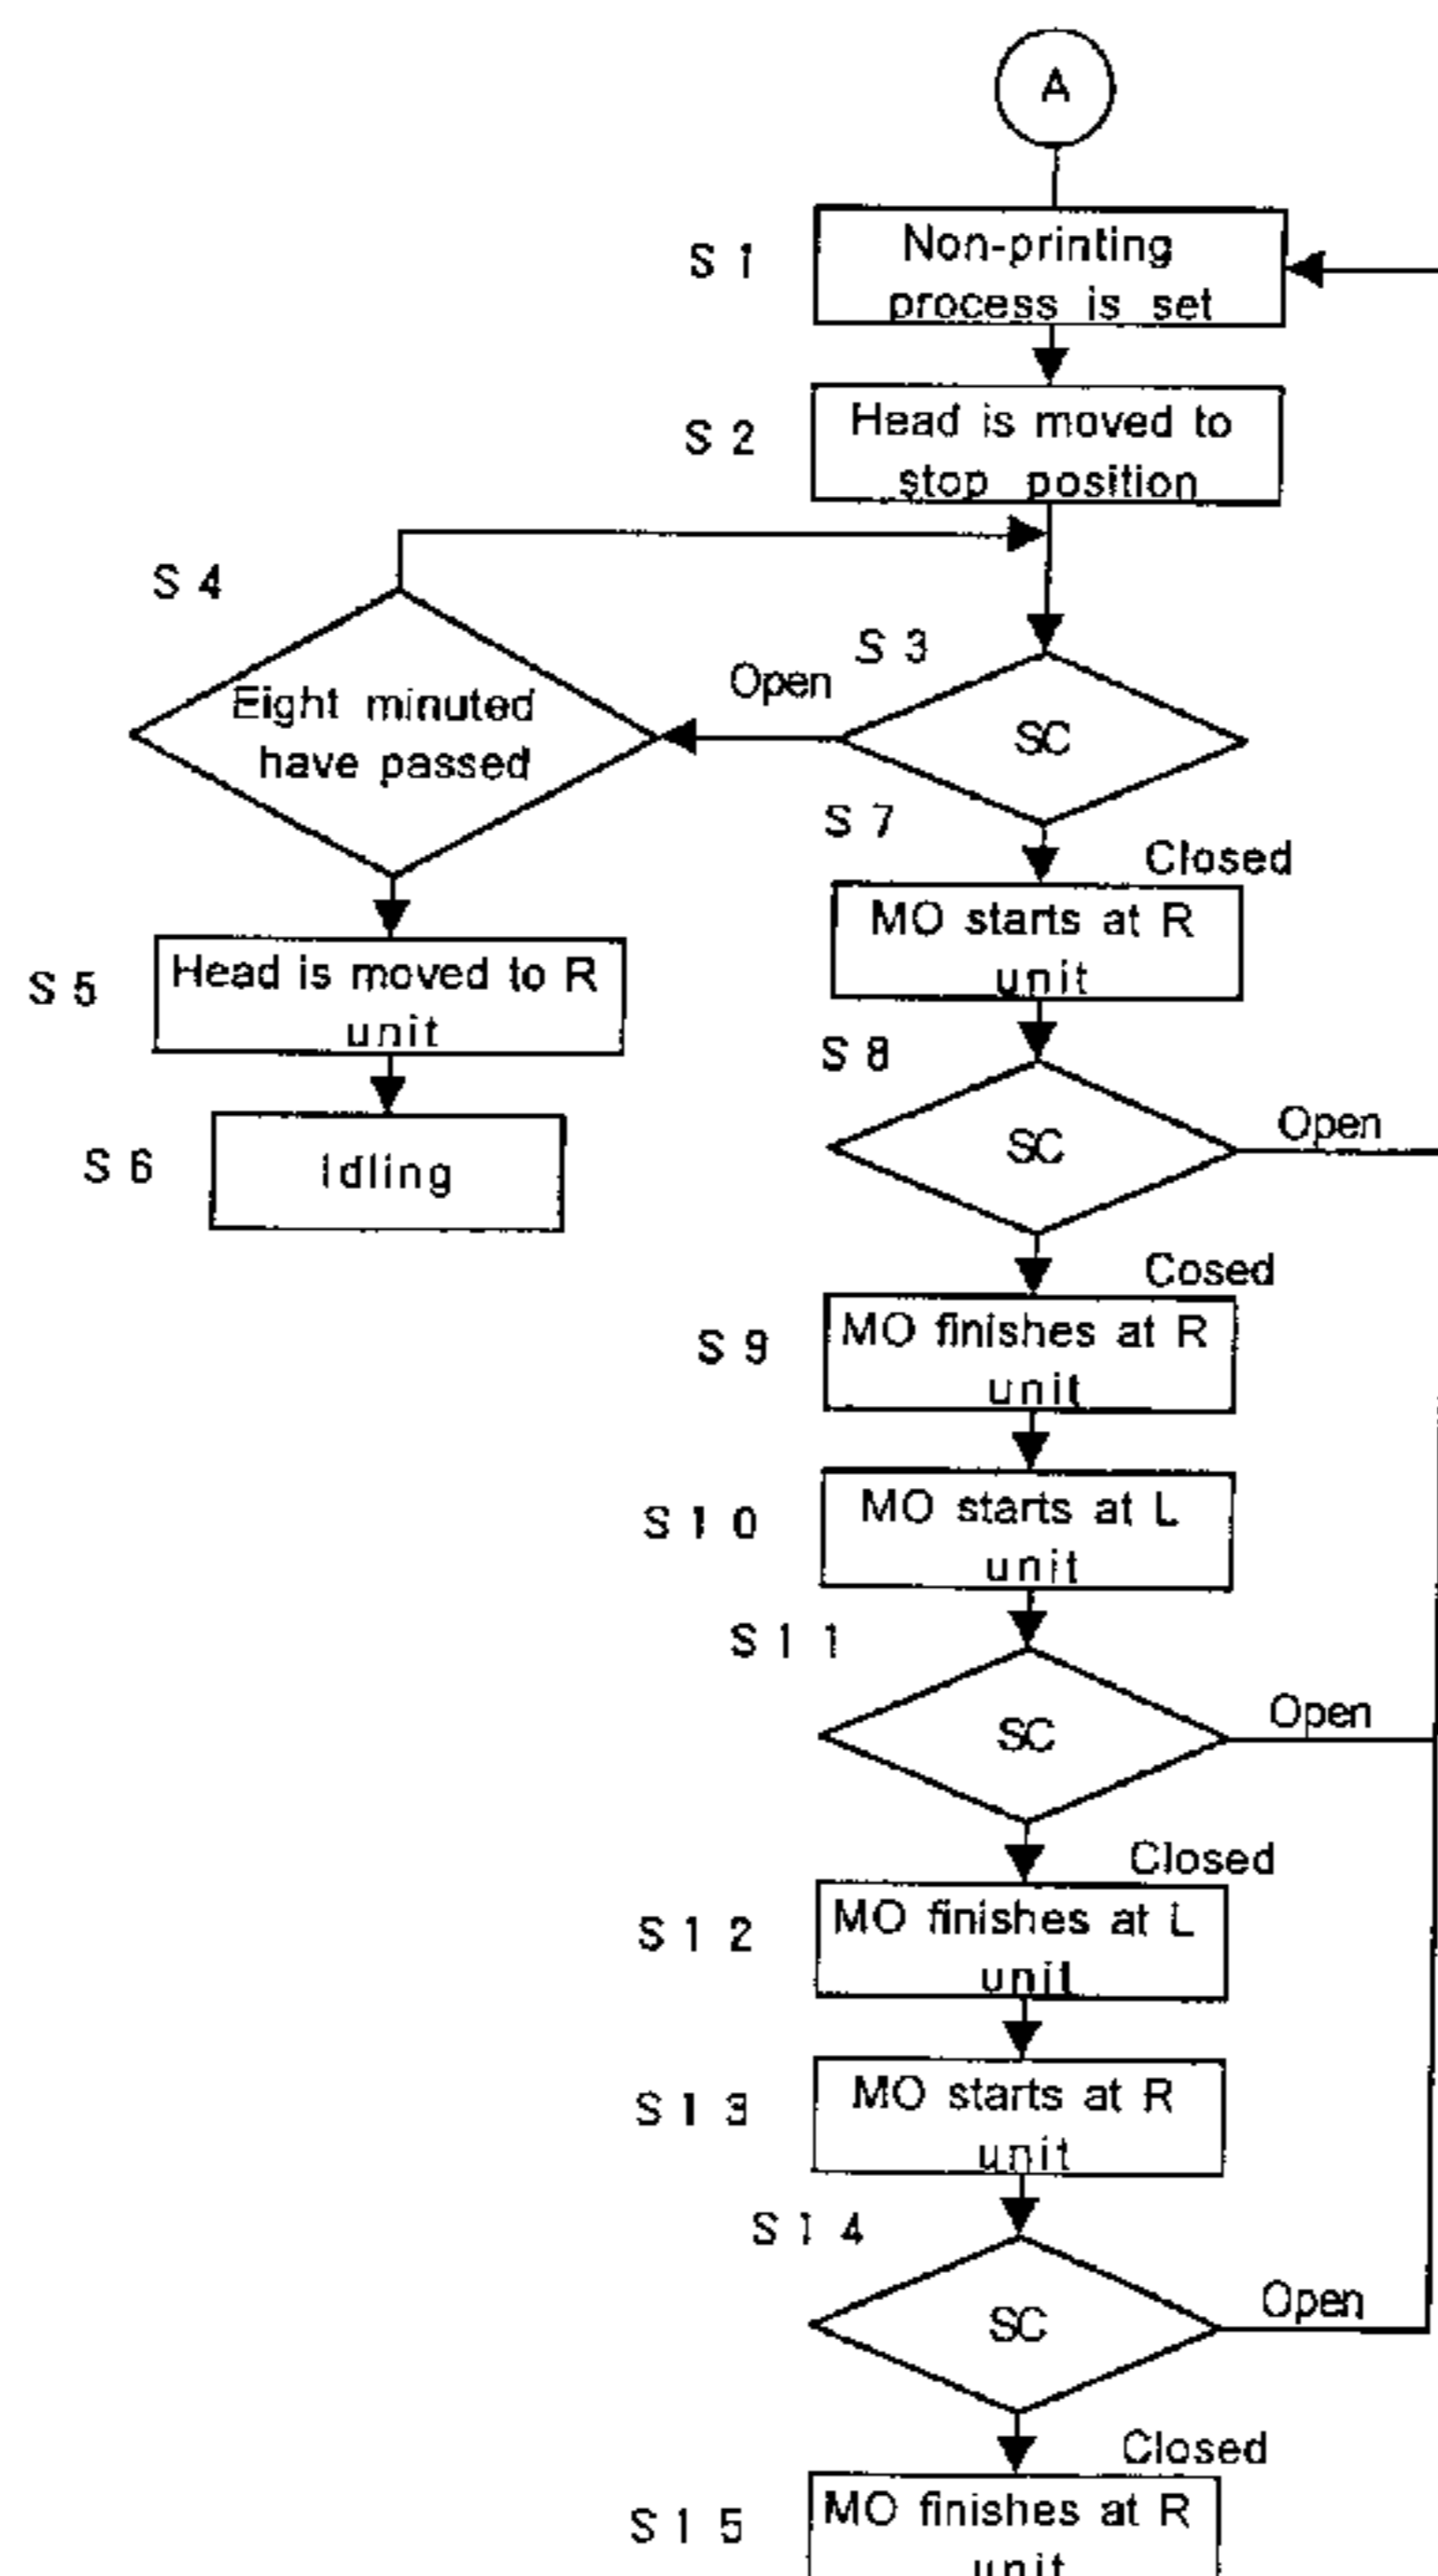 A
S 1
Non-printing
process is set
S 2
Head is moved to
stop position
S 4
Eight minuted
have passed
Open
S 3
SC
S 7
Closed
MO starts at R
unit
S 5
Head is moved to R
unit
S 8
SC
Open
S 6
Idling
Cosed
S 9
MO finishes at R
unit
S 1 0
MO starts at L
unit
S 1 1
SC
Open
Closed
S 1 2
MO finishes at L
unit
S 1 3
MO starts at R
unit
S 1 4
SC
Open
Closed
S 1 5
MO finishes at R
unit